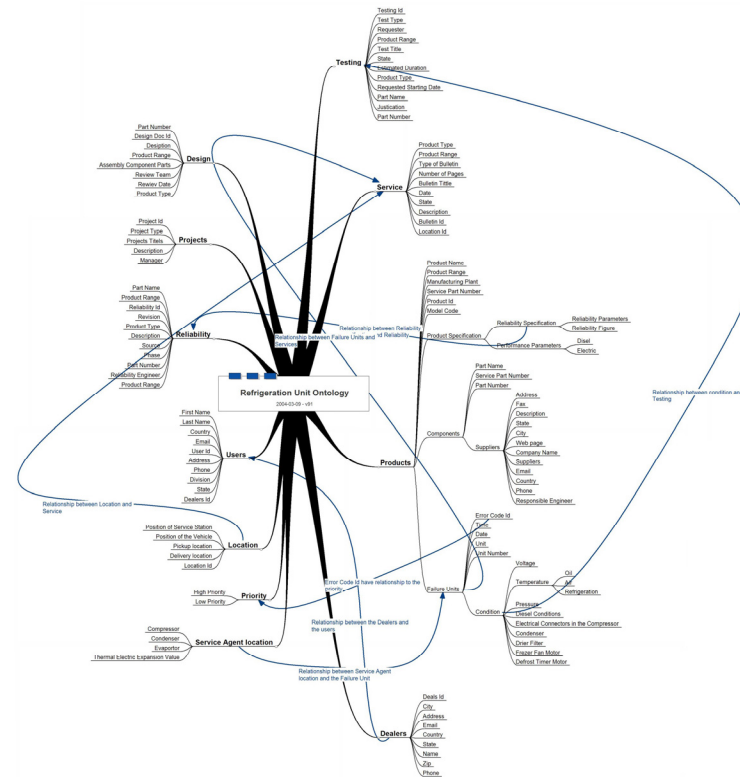 Testing
Testing Id
Test Type
Requester
Product Range
Test Title
State
Estimated Duration
Product Type
Requested Starting Date
Part Name
Justication
Part Number
Design
Part Number
Design Doc Id
Desiption
Product Range
Assembly Component Parts
Review Team
Rewiev Date
Product Type
Service
Product Type
Product Range
Type of Bulletin
Number of Pages
Bulletin Tittle
Date
State
Description
Bulletin Id
Location Id
Projects
Project Id
Project Type
Projects Titels
Description
Manager
Reliability
Part Name
Product Range
Reliability Id
Revision
Product Type
Description
Source
Phase
Part Number
Reliability Engineer
Product Range
Relationship between Reliability
nd Reliability
Relationship between Failure Units and
Services
Refrigeration Unit Ontology
2004-03-09 - v91
Products
Product Name
Product Range
Manufacturing Plant
Service Part Number
Product Id
Model Code
Product Specification
Reliability Specification
Reliability Parameters
Reliability Figure
Performance Parameters
Disel
Electric
Components
Part Name
Service Part Number
Part Number
Suppliers
Address
Fax
Description
State
City
Web page
Company Name
Suppliers
Email
Country
Phone
Responsible Engineer
Relationship between condition and
Testing
Users
First Name
Last Name
Country
Email
User Id
Address
Phone
Division
State
Dealers Id
Relationship between Location and
Service
Location
Position of Service Station
Position of the Vehicle
Pickup location
Delivery location
Location Id
Failure Units
Error Code Id
Time
Date
Unit
Unit Number
Condition
Voltage
Temperature
Oil
Air
Refrigeration
Pressure
Diesel Conditions
Electrical Connectors in the Compressor
Condenser
Drier Filter
Frezer Fan Motor
Defrost Timer Motor
Priority
High Priority
Low Priority
Error Code Id have relationship to the
priority
Relationship between the Dealers and
the users
Service Agent location
Compressor
Condenser
Evaportor
Thermal Electric Expansion Value
Relationship between Service Agent
location and the Failure Unit
Dealers
Deals Id
City
Address
Email
Country
State
Name
Zip
Phone